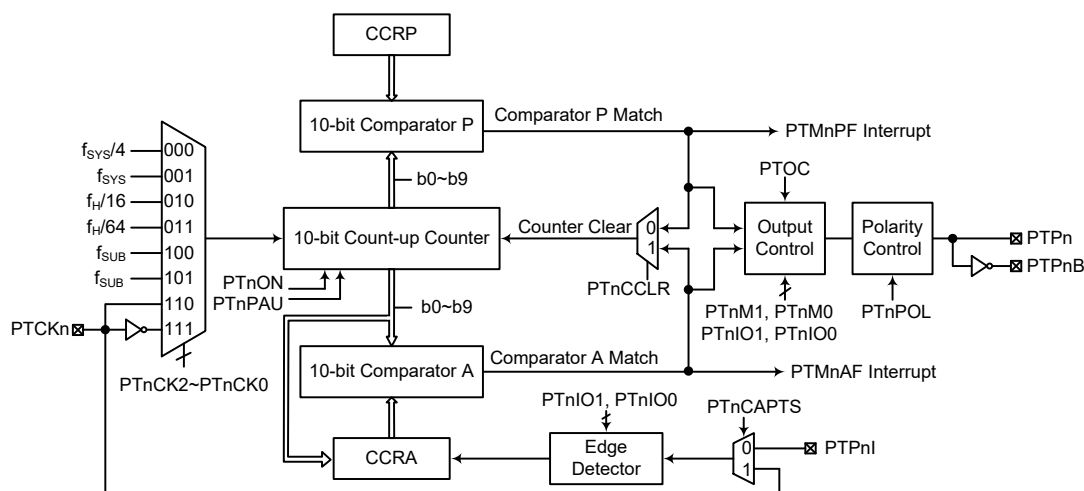 CCRP
10-bit Comparator P
Comparator P Match
PTMnPF Interrupt
b0~b9
fSYS/4 000
fSYS 001
fH/16 010
fH/64 011
fSUB 100
fSUB 101
110
111
PTCKn
PTnCK2~PTnCK0
10-bit Count-up Counter
PTnON
PTnPAU
Counter Clear
0
1
PTnCCLR
PTOC
Output
Control
PTnM1, PTnM0
PTnIO1, PTnIO0
Polarity
Control
PTnPOL
PTPn
PTPnB
b0~b9
10-bit Comparator A
Comparator A Match
PTMnAF Interrupt
CCRA
PTnIO1, PTnIO0
Edge
Detector
PTnCAPTS
0
1
PTPnI